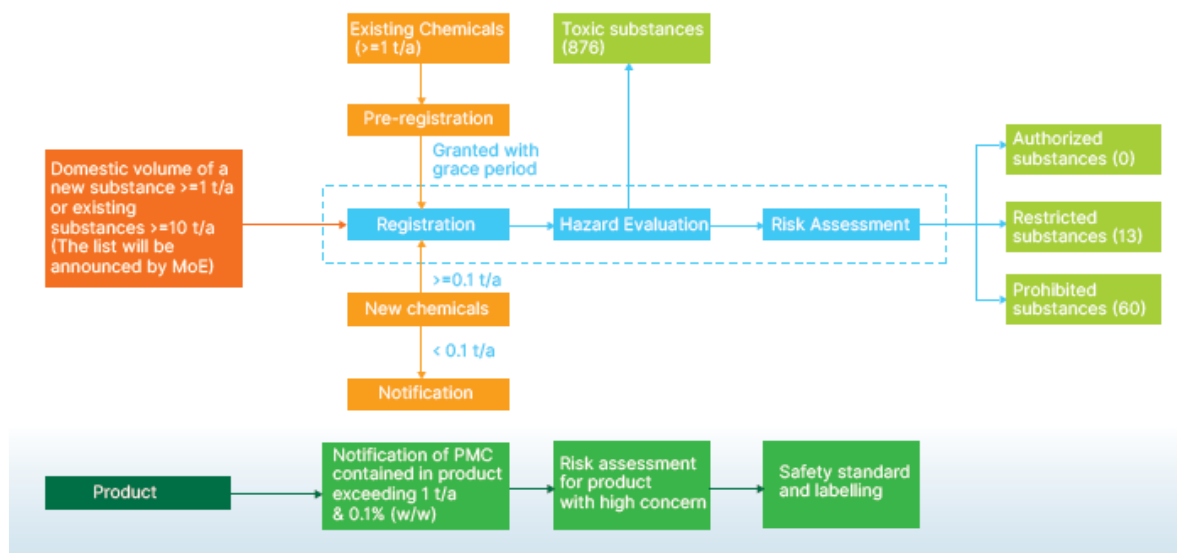 Existing Chemicals
(>=1 t/a)
Toxic substances
(876)
Pre-registration
Granted with
grace period
Authorized
substances (0)
Domestic volume of a
new substance >=1 t/a
or existing
substances >=10 t/a
(The list will be
announced by MoE)
Registration
Hazard Evaluation
Risk Assessment
Restricted
substances (13)
>=0.1 t/a
New chemicals
Prohibited
substances (60)
< 0.1 t/a
Notification
Product
Notification of PMC
contained in product
exceeding 1 t/a
& 0.1% (w/w)
Risk assessment
for product
with high concern
Safety standard
and labelling